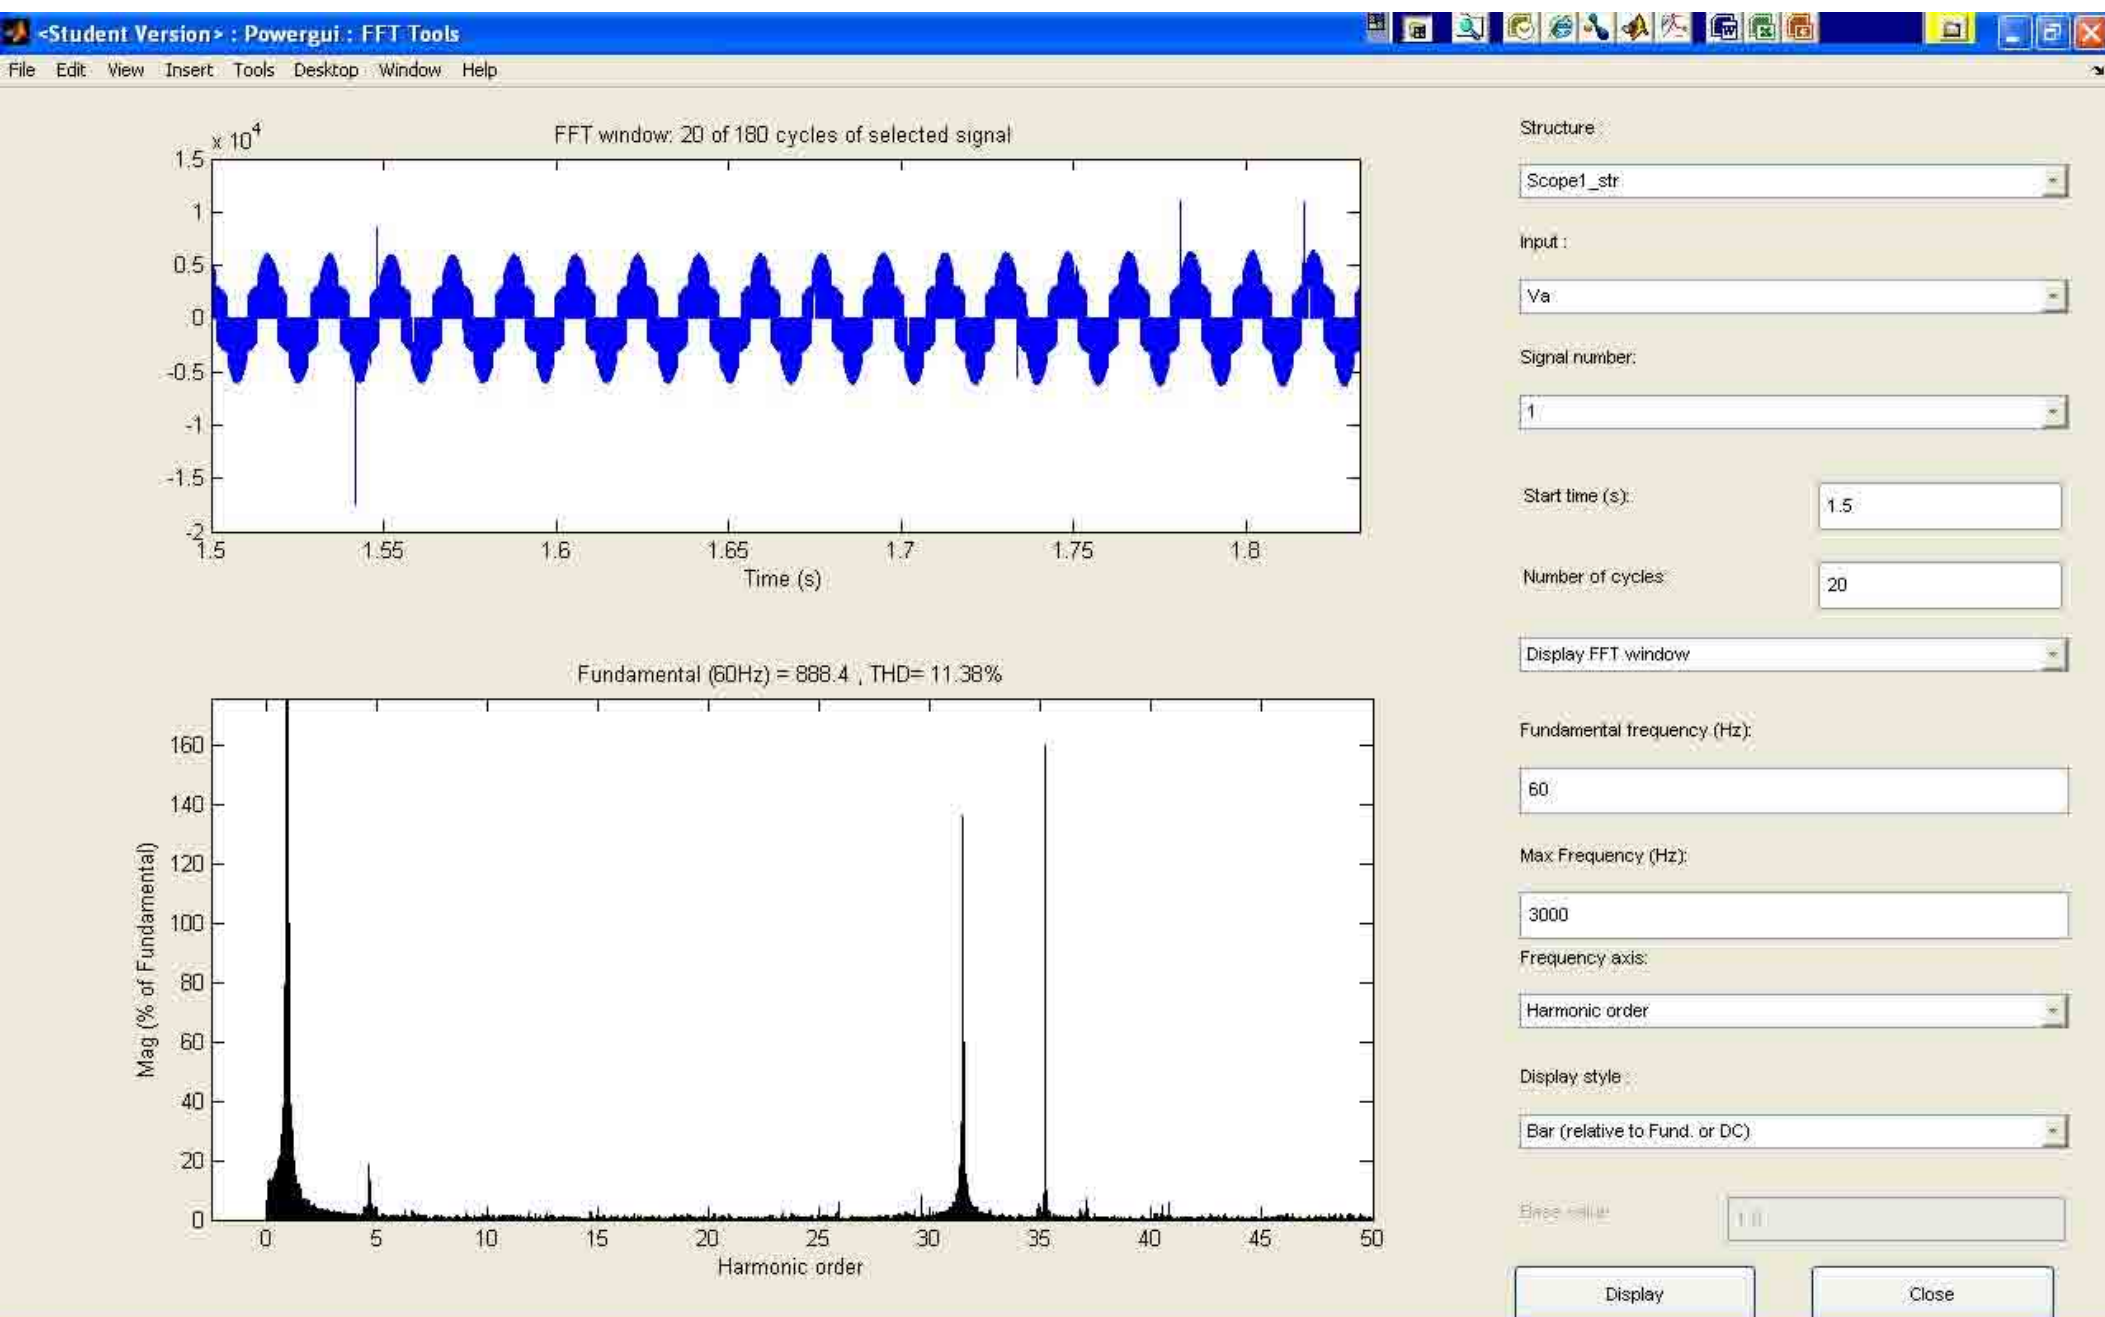 <Student Version> : Powergui : FFT Tools
File Edit View Insert Tools Desktop Window Help
x 10^4
FFT window: 20 of 180 cycles of selected signal
1.5
1
0.5
0
-0.5
-1
-1.5
-2
1.5 1.55 1.6 1.65 1.7 1.75 1.8
Time (s)
Fundamental (60Hz) = 888.4 , THD= 11.38%
160
140
120
100
80
60
40
20
0
Mag (% of Fundamental)
0 5 10 15 20 25 30 35 40 45 50
Harmonic order
Structure :
Scope1_str
Input :
Va
Signal number:
1
Start time (s):
1.5
Number of cycles:
20
Display FFT window
Fundamental frequency (Hz):
60
Max Frequency (Hz):
3000
Frequency axis:
Harmonic order
Display style :
Bar (relative to Fund. or DC)
Base value
1.0
Display Close